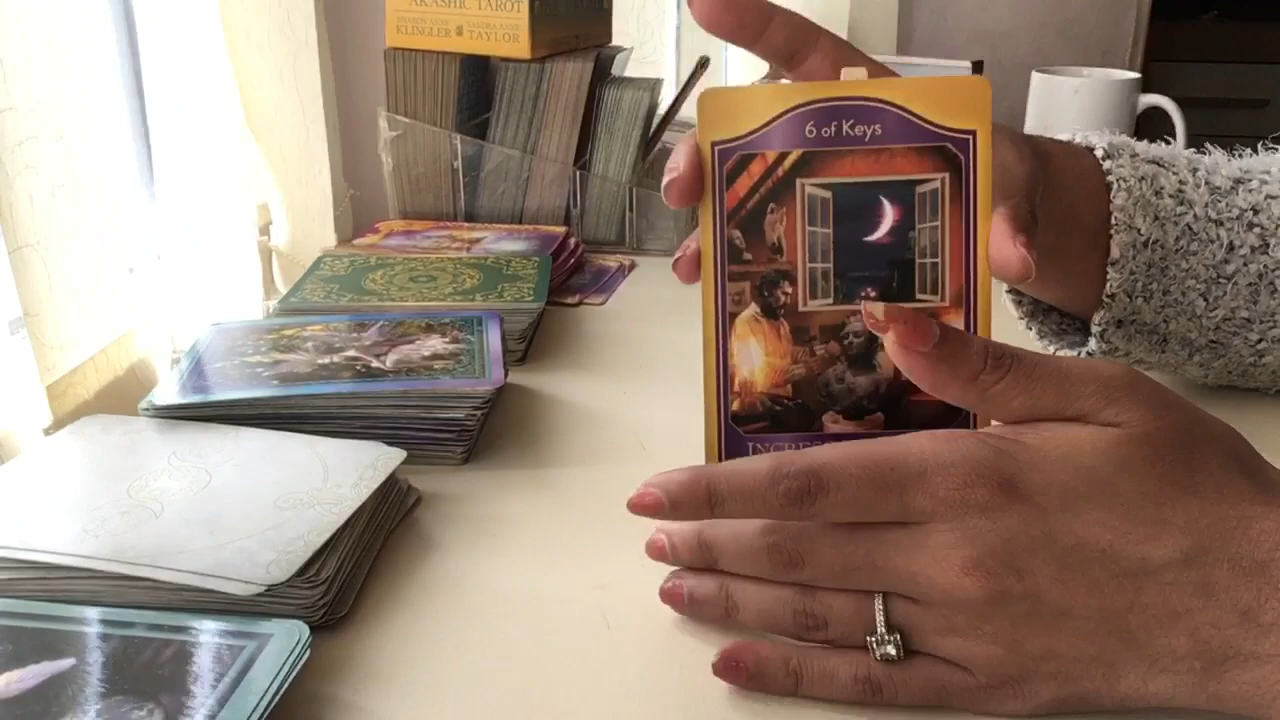 AKASHIC TAROT
SHARON ANNE
KLINGLER
SANDRA ANNE
TAYLOR
6 of Keys